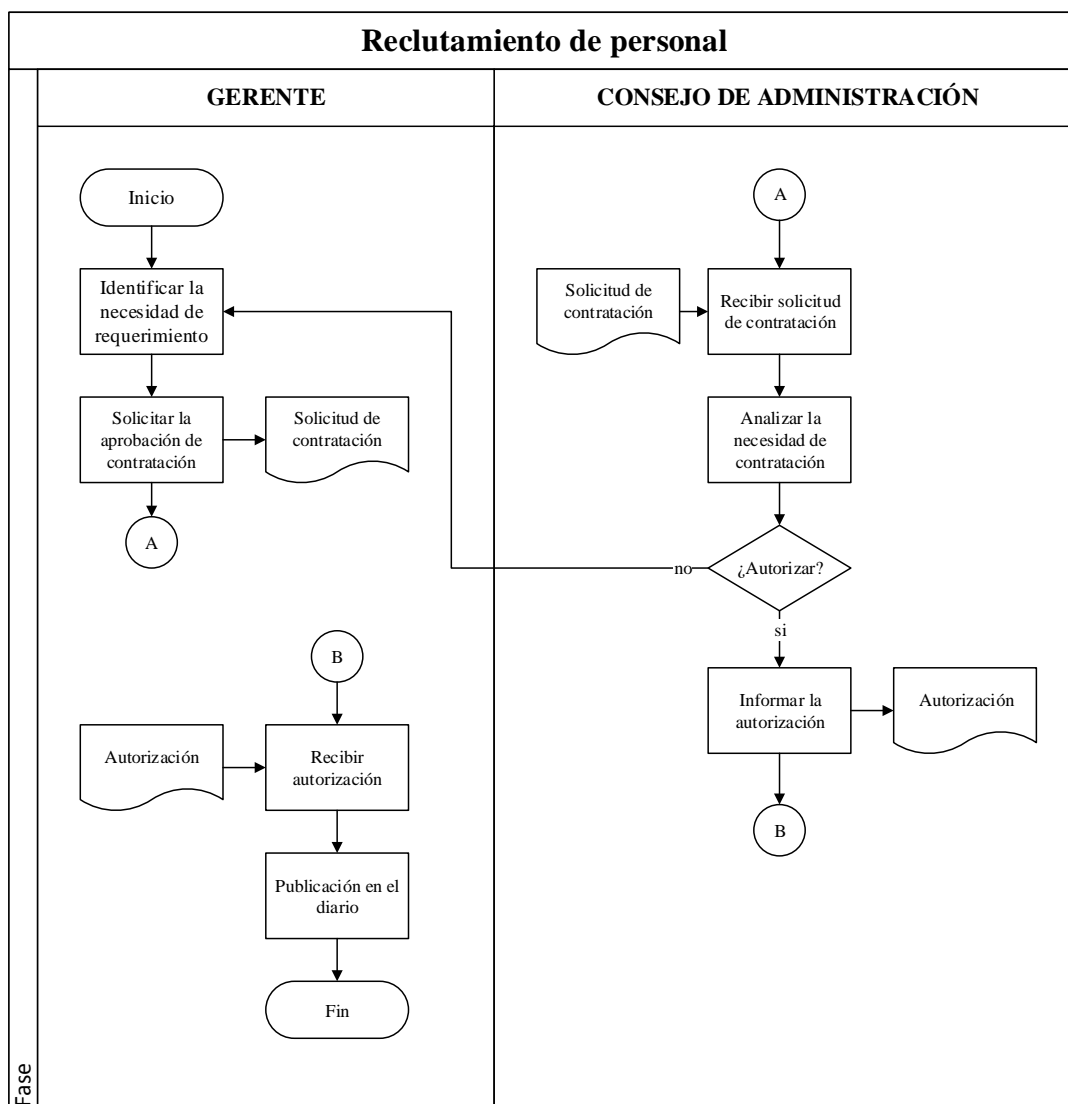 Reclutamiento de personal
GERENTE
CONSEJO DE ADMINISTRACIÓN
Inicio
Identificar la
necesidad de
requerimiento
Solicitar la
aprobación de
contratación
Solicitud de
contratación
A
A
Solicitud de
contratación
Recibir solicitud
de contratación
Analizar la
necesidad de
contratación
¿Autorizar?
no
si
Informar la
autorización
Autorización
B
B
Autorización
Recibir
autorización
Publicación en el
diario
Fin
Fase